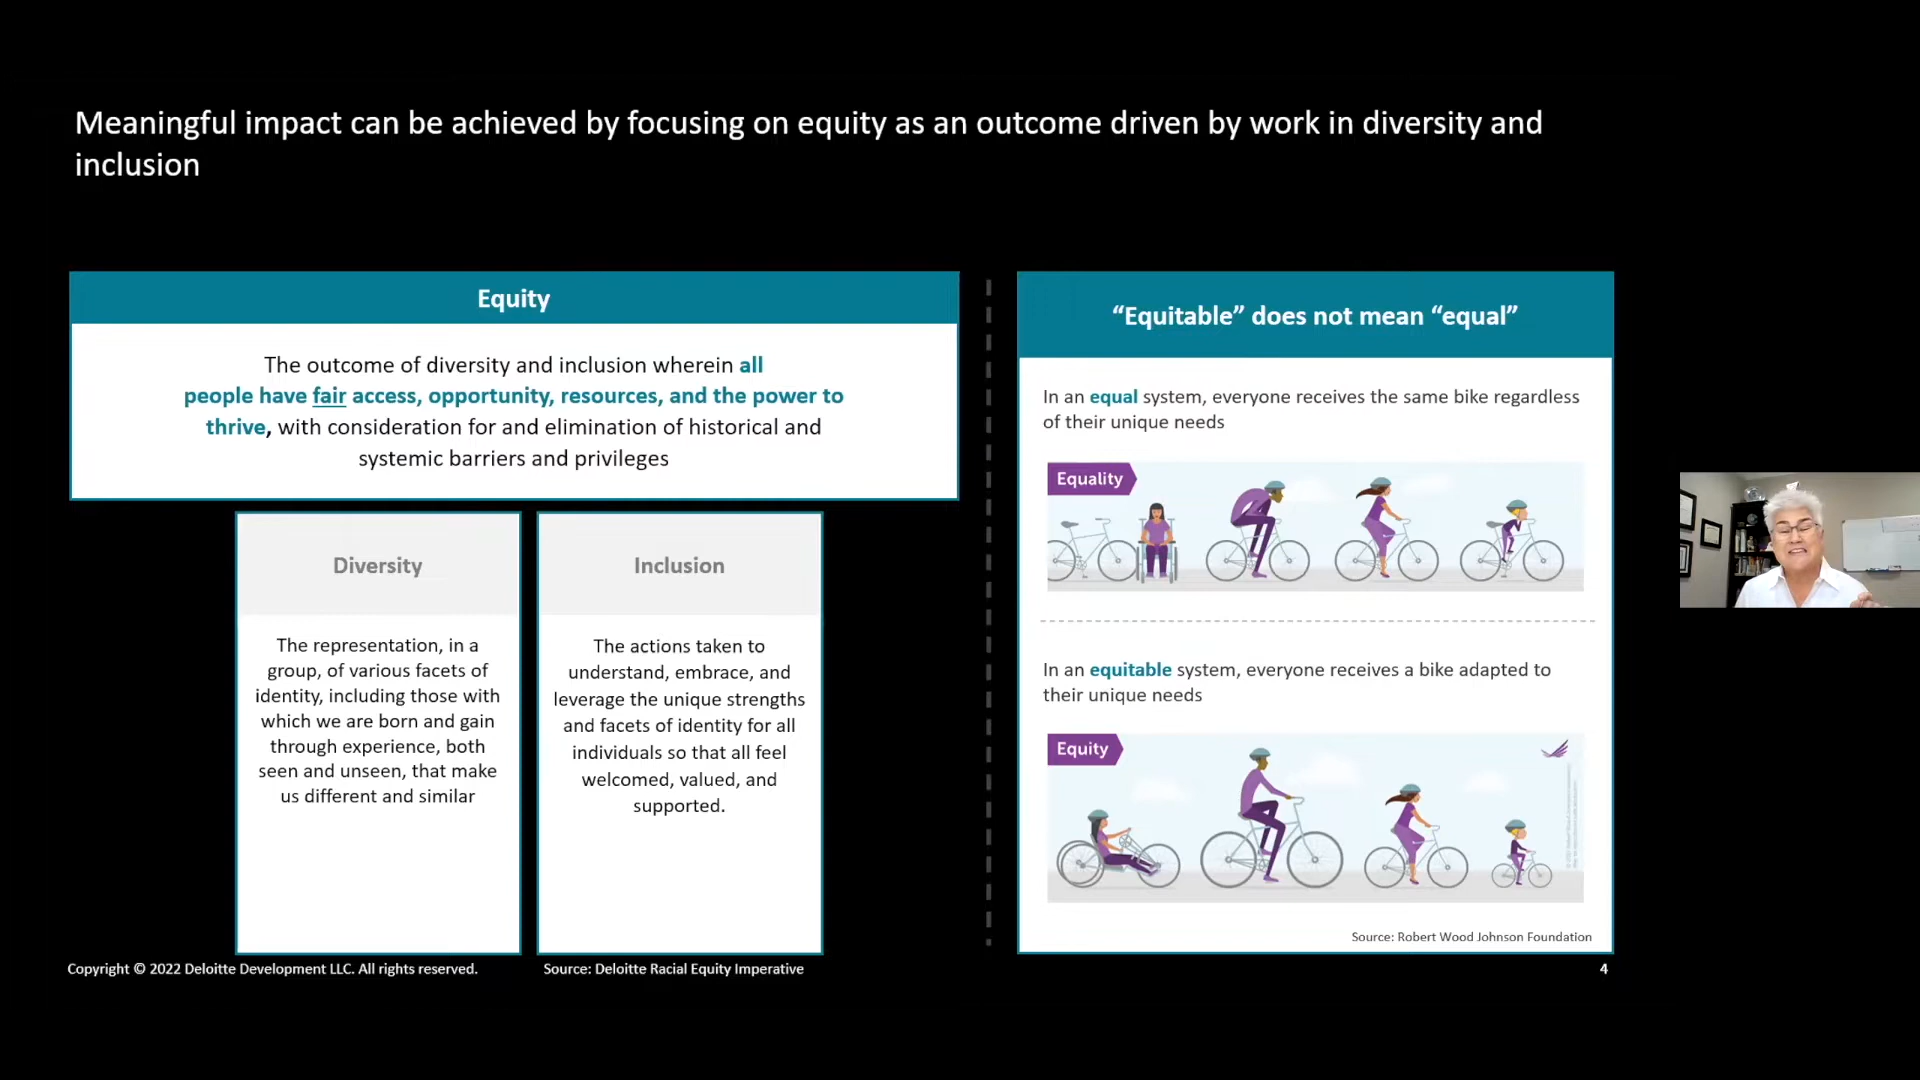 Meaningful impact can be achieved by focusing on equity as an outcome driven by work in diversity and
inclusion
Equity
The outcome of diversity and inclusion wherein all
people have fair access, opportunity, resources, and the power to
thrive, with consideration for and elimination of historical and
systemic barriers and privileges
Diversity
The representation, in a
group, of various facets of
identity, including those with
which we are born and gain
through experience, both
seen and unseen, that make
us different and similar
Inclusion
The actions taken to
understand, embrace, and
leverage the unique strengths
and facets of identity for all
individuals so that all feel
welcomed, valued, and
supported.
“Equitable” does not mean “equal”
In an equal system, everyone receives the same bike regardless
of their unique needs
Equality
In an equitable system, everyone receives a bike adapted to
their unique needs
Equity
Source: Robert Wood Johnson Foundation
Copyright © 2022 Deloitte Development LLC. All rights reserved.
Source: Deloitte Racial Equity Imperative
4